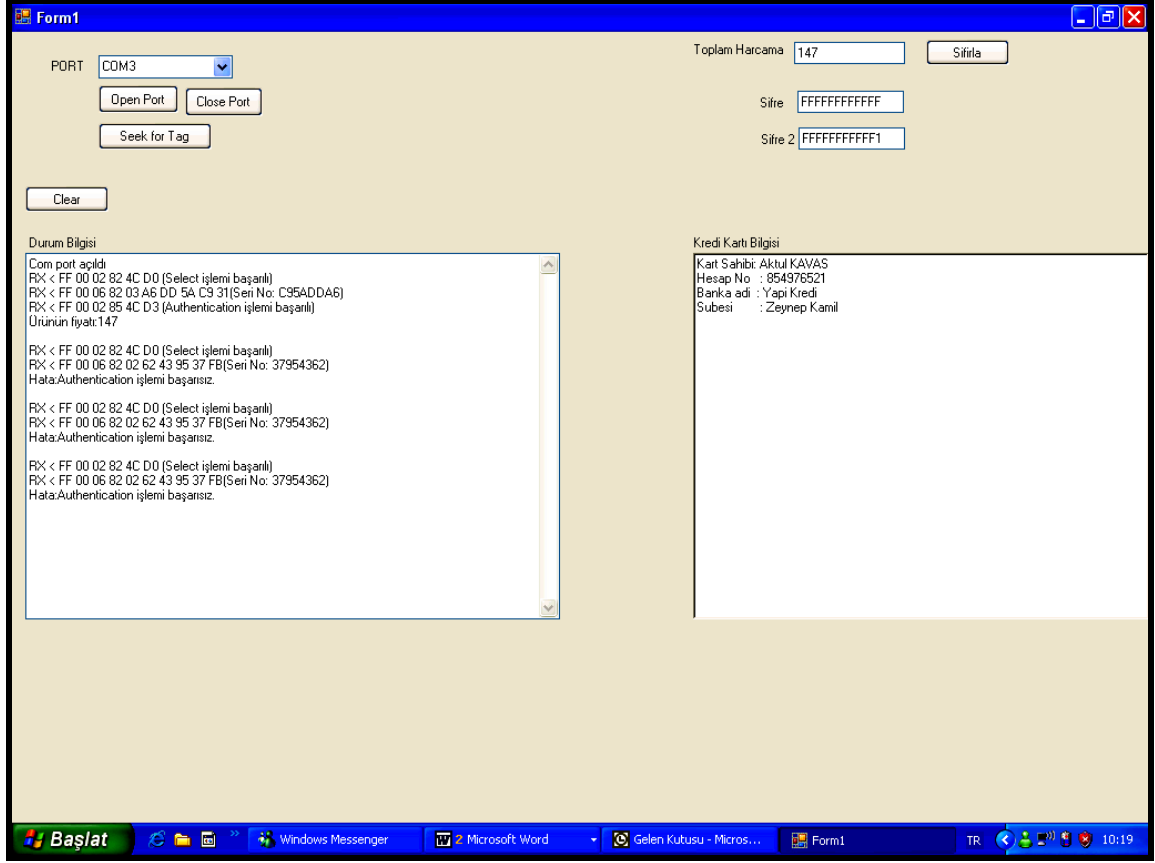 Form1
PORT COM3
Toplam Harcama 147 Sifirla
Open Port Close Port
Sifre FFFFFFFFFFFF
Seek for Tag
Sifre 2 FFFFFFFFFFF1
Clear
Durum Bilgisi
Com port açıldı
RX < FF 00 02 82 4C D0 (Select işlemi başarılı)
RX < FF 00 06 82 03 A6 DD 5A C9 31(Seri No: C95ADDA6)
RX < FF 00 02 85 4C D3 (Authentication işlemi başarılı)
Ürünün fiyatı:147
RX < FF 00 02 82 4C D0 (Select işlemi başarılı)
RX < FF 00 06 82 02 62 43 95 37 FB(Seri No: 37954362)
Hata:Authentication işlemi başarısız.
RX < FF 00 02 82 4C D0 (Select işlemi başarılı)
RX < FF 00 06 82 02 62 43 95 37 FB(Seri No: 37954362)
Hata:Authentication işlemi başarısız.
RX < FF 00 02 82 4C D0 (Select işlemi başarılı)
RX < FF 00 06 82 02 62 43 95 37 FB(Seri No: 37954362)
Hata:Authentication işlemi başarısız.
Kredi Kartı Bilgisi
Kart Sahibi: Aktul KAVAS
Hesap No : 854976521
Banka adi : Yapi Kredi
Subesi : Zeynep Kamil
Başlat » Windows Messenger 2 Microsoft Word Gelen Kutusu - Micros... Form1 TR 10:19